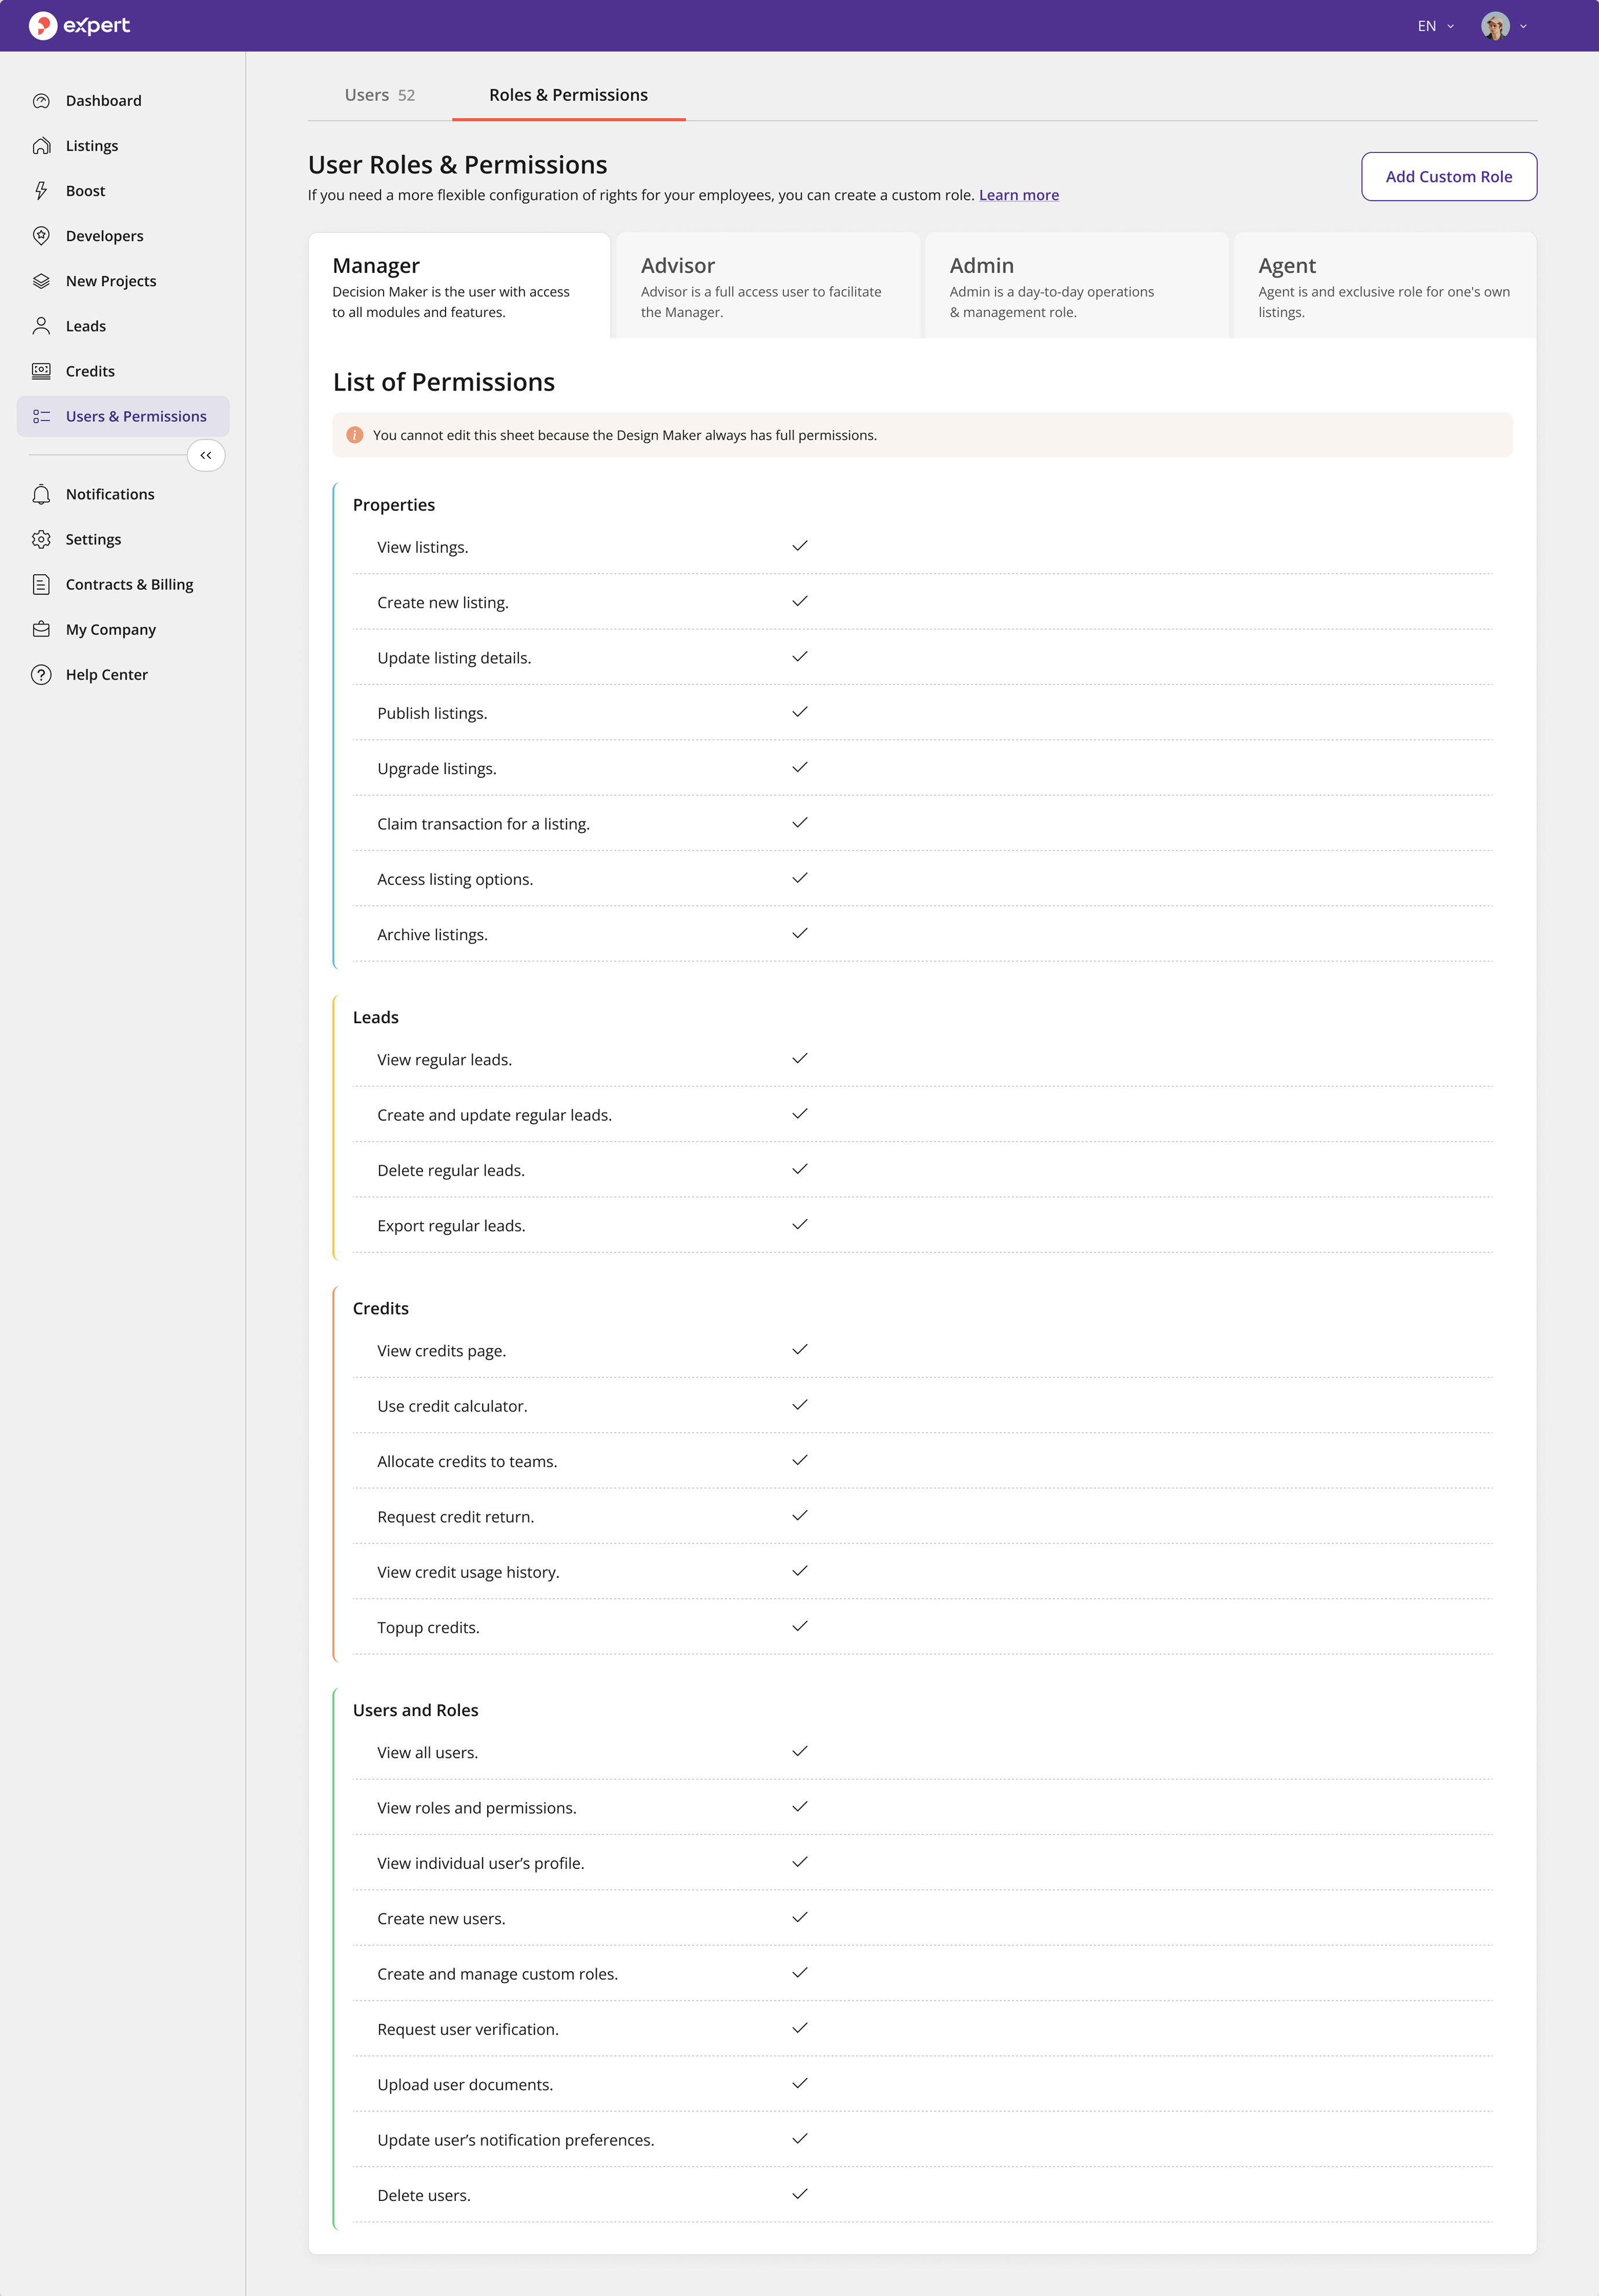 expert
EN
Dashboard
Listings
Boost
Developers
New Projects
Leads
Credits
Users & Permissions
Notifications
Settings
Contracts & Billing
My Company
Help Center
Users 52
Roles & Permissions
User Roles & Permissions
If you need a more flexible configuration of rights for your employees, you can create a custom role. Learn more
Add Custom Role
Manager
Decision Maker is the user with access
to all modules and features.
Advisor
Advisor is a full access user to facilitate
the Manager.
Admin
Admin is a day-to-day operations
& management role.
Agent
Agent is and exclusive role for one's own
listings.
List of Permissions
You cannot edit this sheet because the Design Maker always has full permissions.
Properties
View listings.
Create new listing.
Update listing details.
Publish listings.
Upgrade listings.
Claim transaction for a listing.
Access listing options.
Archive listings.
Leads
View regular leads.
Create and update regular leads.
Delete regular leads.
Export regular leads.
Credits
View credits page.
Use credit calculator.
Allocate credits to teams.
Request credit return.
View credit usage history.
Topup credits.
Users and Roles
View all users.
View roles and permissions.
View individual user’s profile.
Create new users.
Create and manage custom roles.
Request user verification.
Upload user documents.
Update user’s notification preferences.
Delete users.